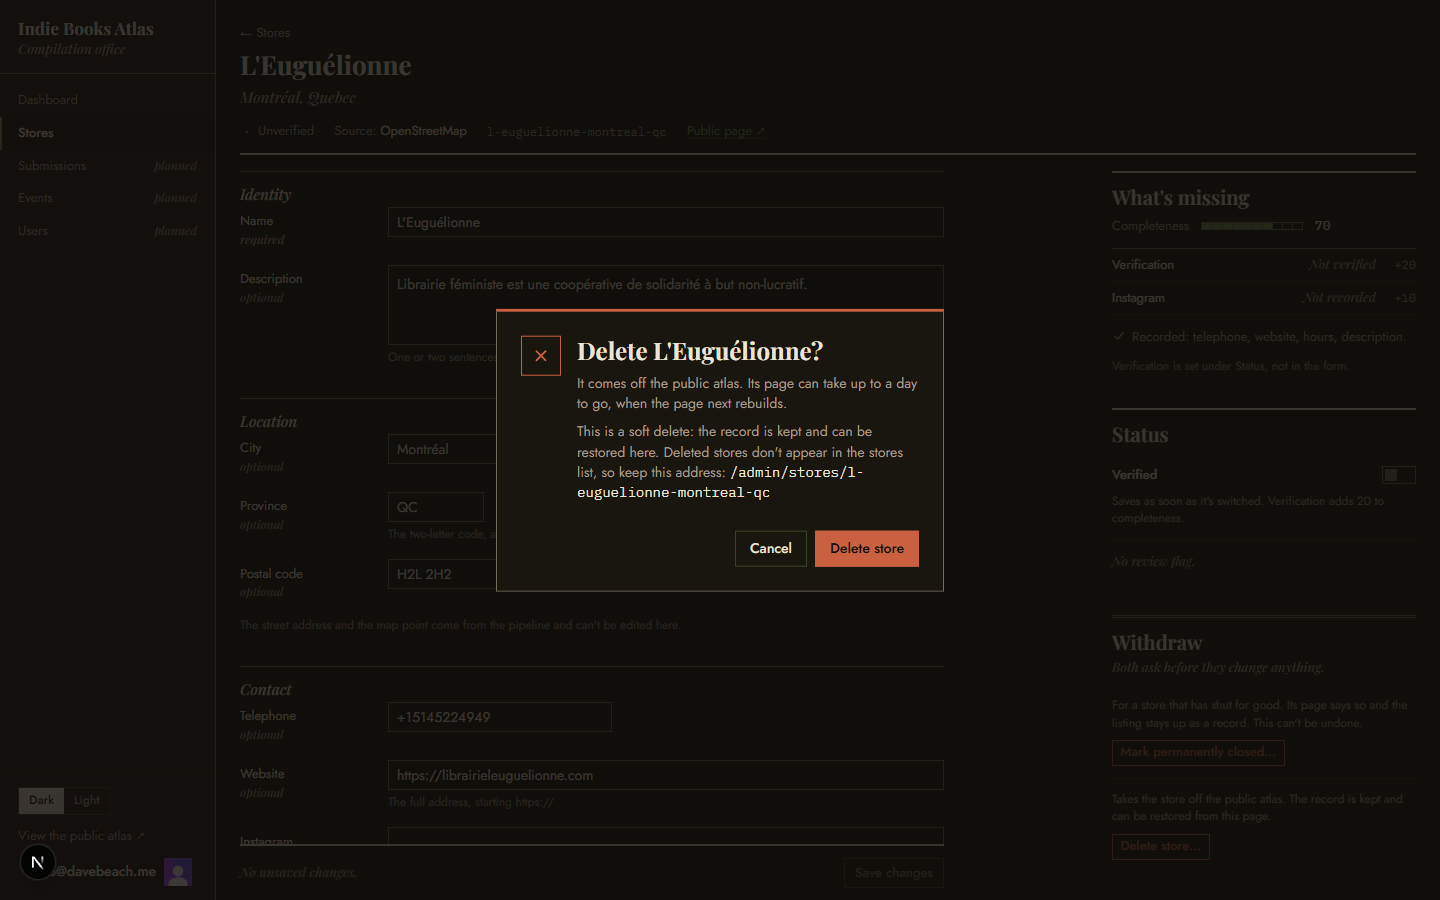 Indie Books Atlas
Compilation office
Dashboard
Stores
Submissions planned
Events planned
Users planned
Dark Light
View the public atlas ↗
N
@davebeach.me
← Stores
L'Euguélionne
Montréal, Quebec
· Unverified Source: OpenStreetMap l-euguelionne-montreal-qc Public page ↗
Identity
Name
required
L'Euguélionne
Description
optional
Librairie féministe est une coopérative de solidarité à but non-lucratif.
One or two sentences
Location
City
optional
Montréal
Province
optional
QC
The two-letter code, a
Postal code
optional
H2L 2H2
The street address and the map point come from the pipeline and can't be edited here.
Contact
Telephone
optional
+15145224949
Website
optional
https://librairieleuguelionne.com
The full address, starting https://
Instagram
No unsaved changes.
Save changes
Delete L'Euguélionne?
It comes off the public atlas. Its page can take up to a day
to go, when the page next rebuilds.
This is a soft delete: the record is kept and can be
restored here. Deleted stores don't appear in the stores
list, so keep this address: /admin/stores/l-
euguelionne-montreal-qc
Cancel
Delete store
What's missing
Completeness 70
Verification Not verified +20
Instagram Not recorded +10
✓ Recorded: telephone, website, hours, description.
Verification is set under Status, not in the form.
Status
Verified
Saves as soon as it's switched. Verification adds 20 to
completeness.
No review flag.
Withdraw
Both ask before they change anything.
For a store that has shut for good. Its page says so and the
listing stays up as a record. This can't be undone.
Mark permanently closed...
Takes the store off the public atlas. The record is kept and
can be restored from this page.
Delete store...